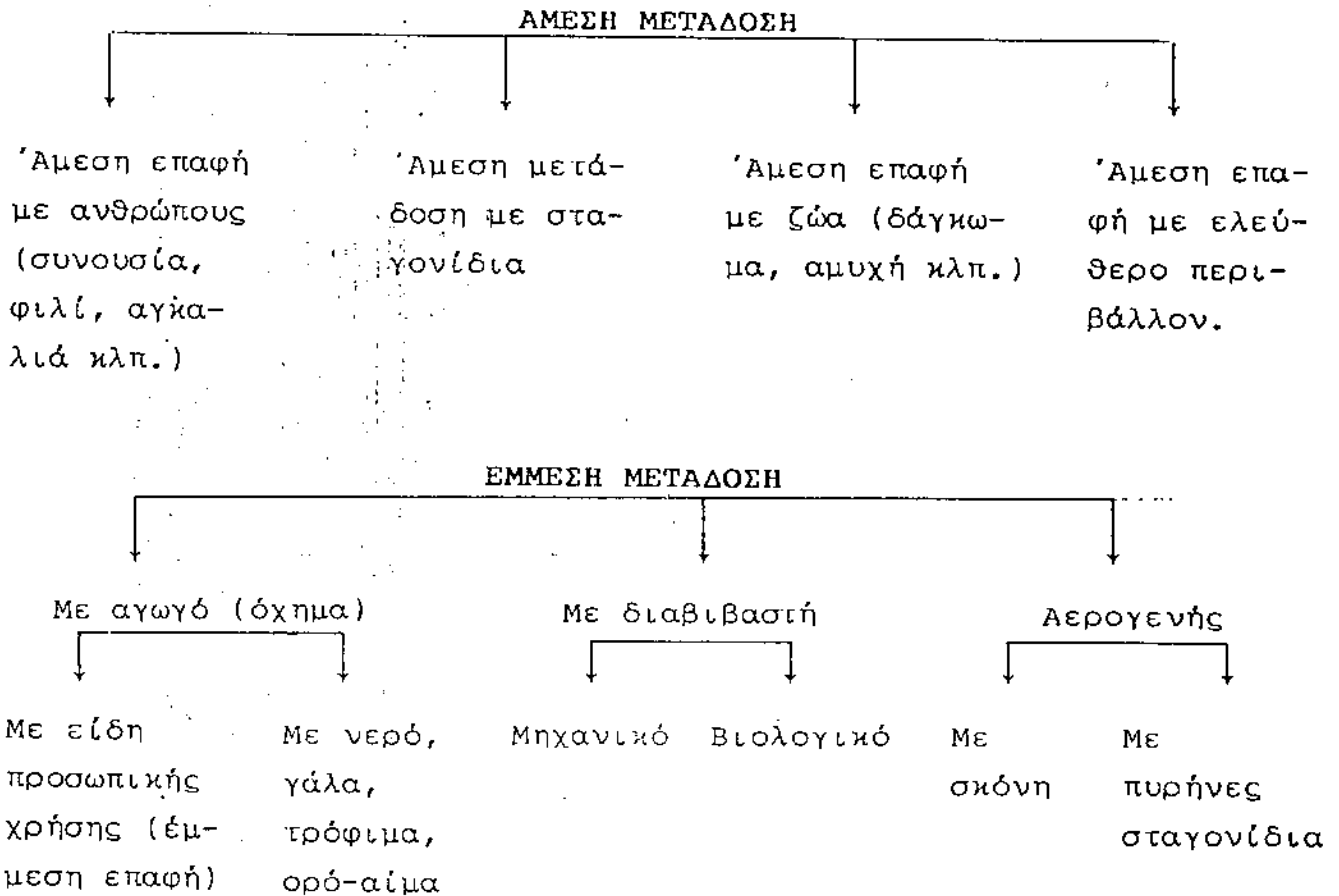 ΑΜΕΣΗ ΜΕΤΑΔΟΣΗ
Άμεση επαφή
με ανθρώπους
(συνουσία,
φιλί, αγκα-
λιά κλπ.)
Άμεση μετά-
δοση με στα-
γονίδια
Άμεση επαφή
με ζώα (δάγκω-
μα, αμυχή κλπ.)
Άμεση επα-
φή με ελεύ-
θερο περι-
βάλλον.
ΕΜΜΕΣΗ ΜΕΤΑΔΟΣΗ
Με αγωγό (όχημα)
Με είδη
προσωπικής
χρήσης (έμ-
μεση επαφή)
Με νερό,
γάλα,
τρόφιμα,
ορό-αίμα
Με διαβιβαστή
Μηχανικό
Βιολογικό
Αερογενής
Με
σκόνη
Με
πυρήνες
σταγονίδια